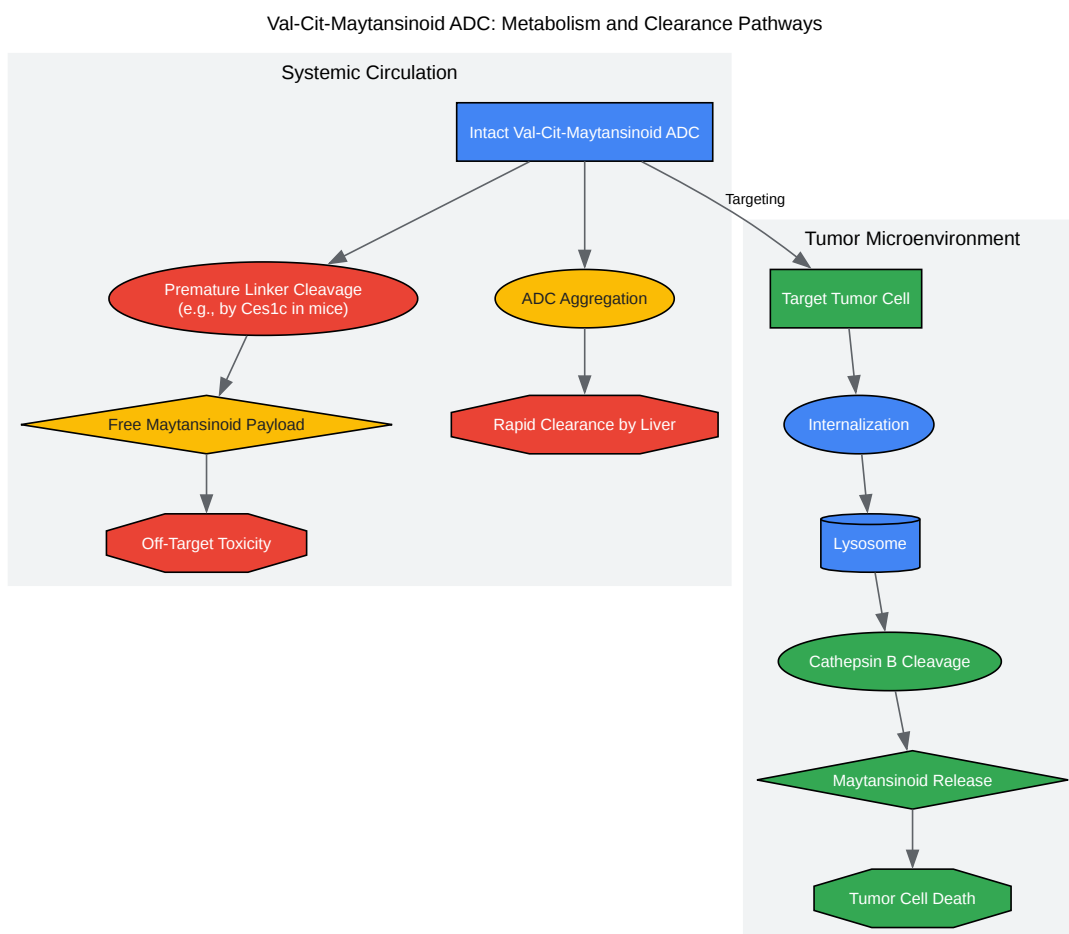 Val-Cit-Maytansinoid ADC: Metabolism and Clearance Pathways
Systemic Circulation
Intact Val-Cit-Maytansinoid ADC
Targeting
Tumor Microenvironment
Premature Linker Cleavage
(e.g., by Ces1c in mice)
ADC Aggregation
Target Tumor Cell
Free Maytansinoid Payload
Rapid Clearance by Liver
Internalization
Off-Target Toxicity
Lysosome
Cathepsin B Cleavage
Maytansinoid Release
Tumor Cell Death